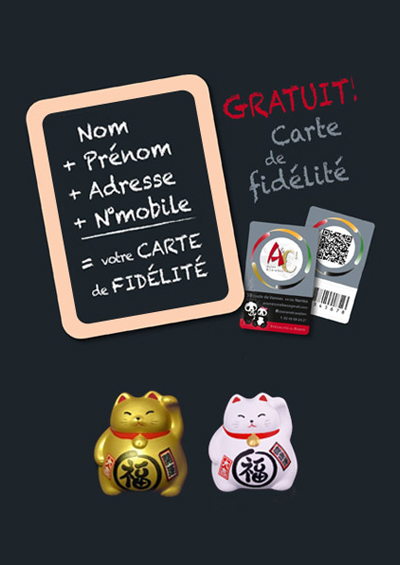 Nom
+ Prénom
+ Adresse
+ N°mobile
= votre CARTE
de FIDÉLITÉ
GRATUIT!
Carte
de
fidélité
A&C
福
福